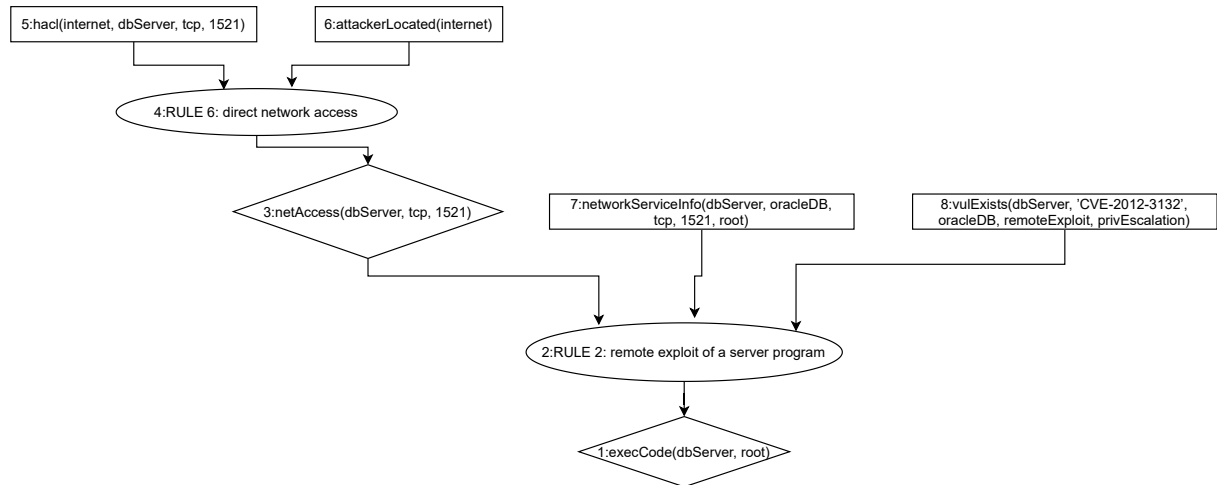 5:hacl(internet, dbServer, tcp, 1521)
6:attackerLocated(internet)
4:RULE 6: direct network access
3:netAccess(dbServer, tcp, 1521)
7:networkServiceInfo(dbServer, oracleDB,
tcp, 1521, root)
8:vulExists(dbServer, 'CVE-2012-3132',
oracleDB, remoteExploit, privEscalation)
2:RULE 2: remote exploit of a server program
1:execCode(dbServer, root)